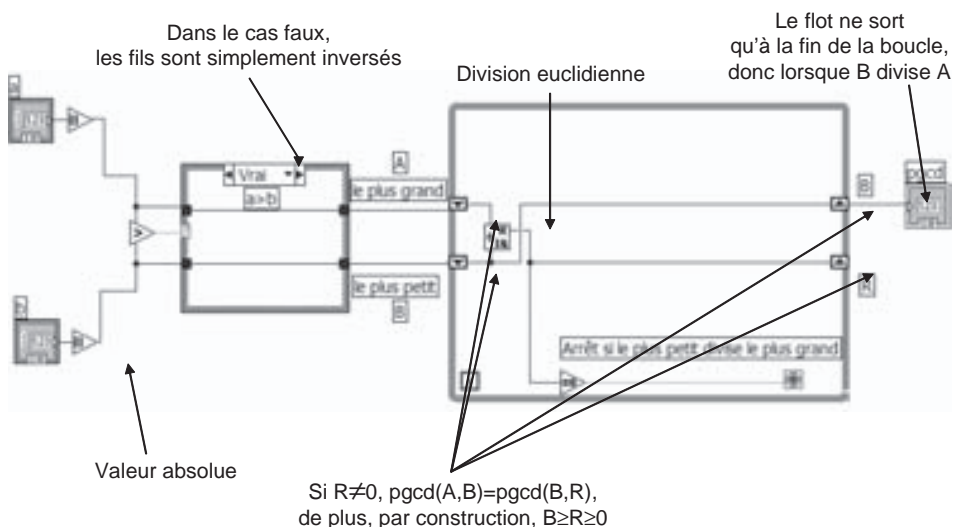 Le flot ne sort
qu'à la fin de la boucle,
donc lorsque B divise A
Dans le cas faux,
les fils sont simplement inversés
Division euclidienne
a
Vrai
a>b
A
le plus grand
B
pgcd
le plus petit
B
b
Arrêt si le plus petit divise le plus grand
Valeur absolue
Si R≠0, pgcd(A,B)=pgcd(B,R),
de plus, par construction, B≥R≥0